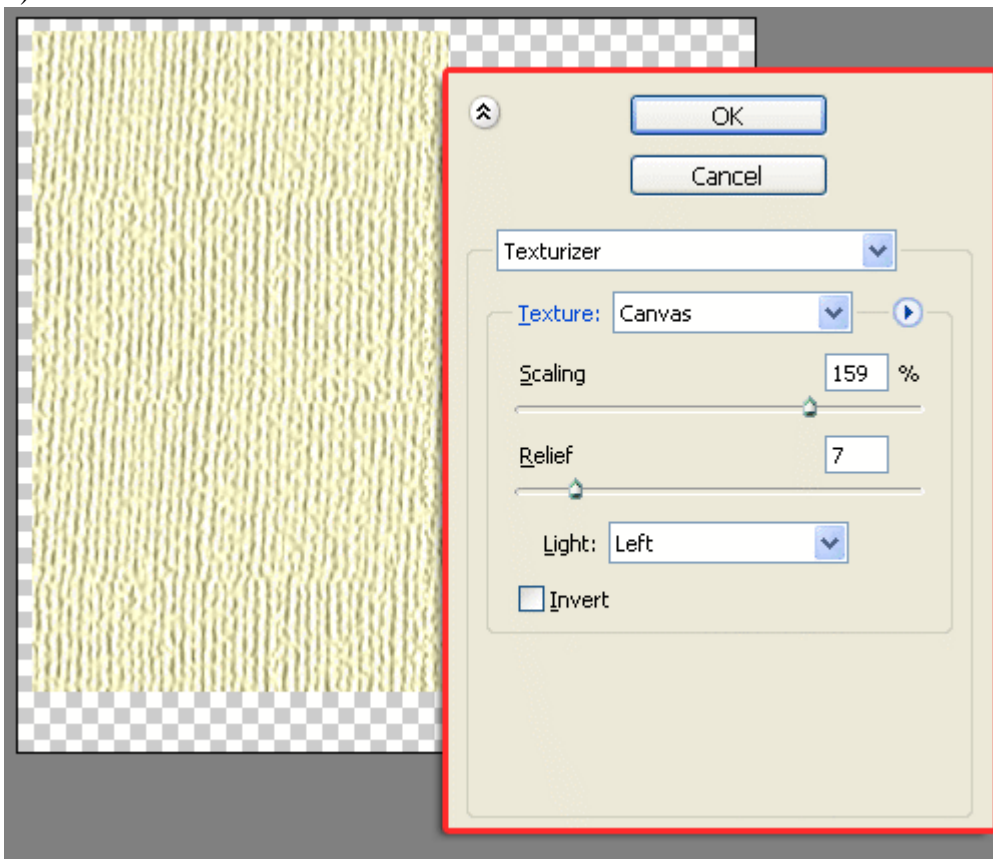 OK
Cancel
Texturizer
Texture: Canvas
Scaling 159 %
Relief 7
Light: Left
Invert